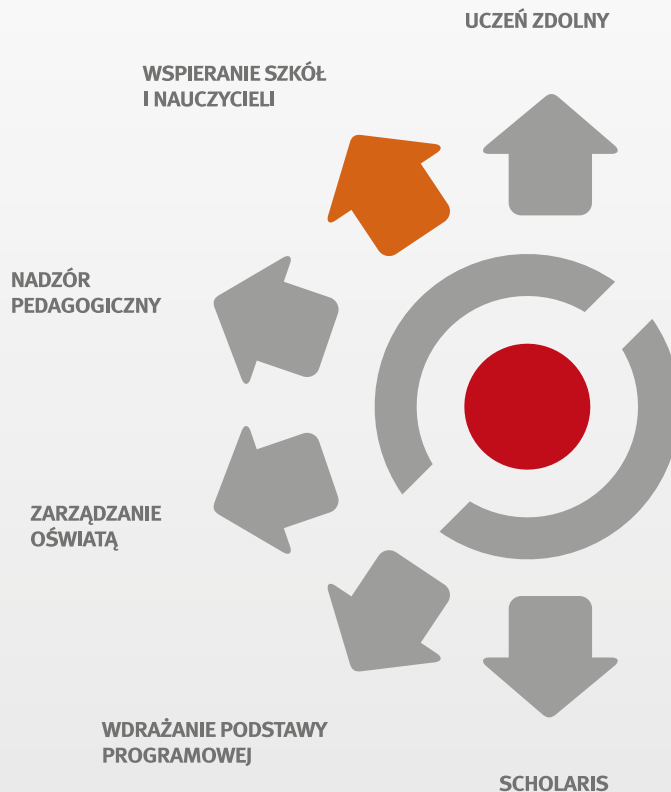 UCZEŃ ZDOLNY
WSPIERANIE SZKÓŁ
I NAUCZYCIELI
NADZÓR
PEDAGOGICZNY
ZARZĄDZANIE
OŚWIATĄ
WDRAŻANIE PODSTAWY
PROGRAMOWEJ
SCHOLARIS